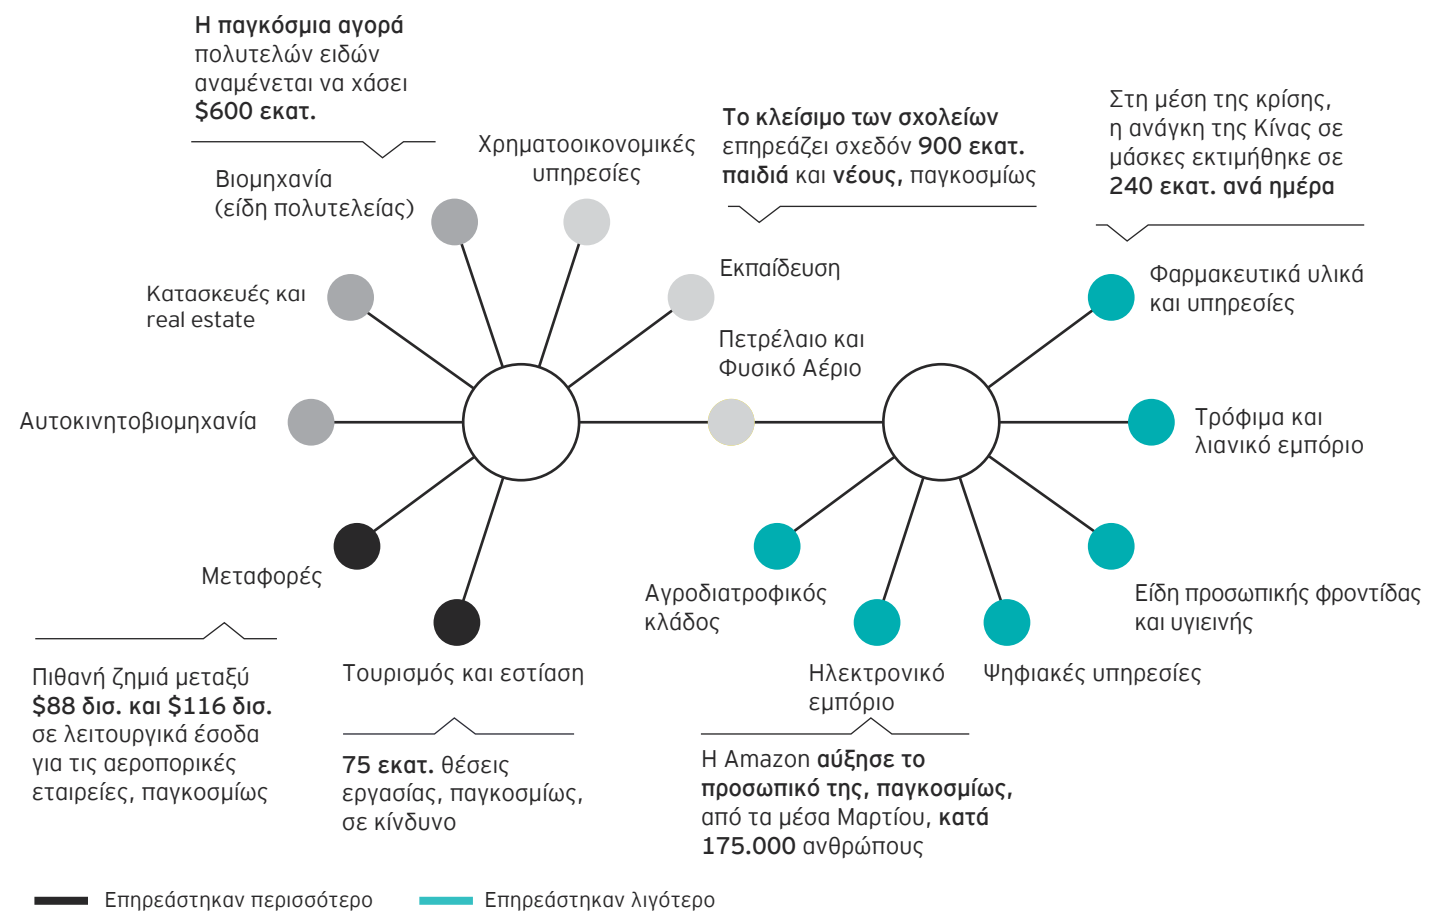 Η παγκόσμια αγορά
πολυτελών ειδών
αναμένεται να χάσει
$600 εκατ.
Βιομηχανία
(είδη πολυτελείας)
Χρηματοοικονομικές
υπηρεσίες
Το κλείσιμο των σχολείων
επηρεάζει σχεδόν 900 εκατ.
παιδιά και νέους, παγκοσμίως
Στη μέση της κρίσης,
η ανάγκη της Κίνας σε
μάσκες εκτιμήθηκε σε
240 εκατ. ανά ημέρα
Κατασκευές και
real estate
Εκπαίδευση
Φαρμακευτικά υλικά
και υπηρεσίες
Πετρέλαιο και
Φυσικό Αέριο
Αυτοκινητοβιομηχανία
Τρόφιμα και
λιανικό εμπόριο
Μεταφορές
Αγροδιατροφικός
κλάδος
Είδη προσωπικής φροντίδας
και υγιεινής
Πιθανή ζημιά μεταξύ
$88 δισ. και $116 δισ.
σε λειτουργικά έσοδα
για τις αεροπορικές
εταιρείες, παγκοσμίως
Τουρισμός και εστίαση
Ηλεκτρονικό
εμπόριο
Ψηφιακές υπηρεσίες
75 εκατ. θέσεις
εργασίας, παγκοσμίως,
σε κίνδυνο
Η Amazon αύξησε το
προσωπικό της, παγκοσμίως,
από τα μέσα Μαρτίου, κατά
175.000 ανθρώπους
Επηρεάστηκαν περισσότερο
Επηρεάστηκαν λιγότερο